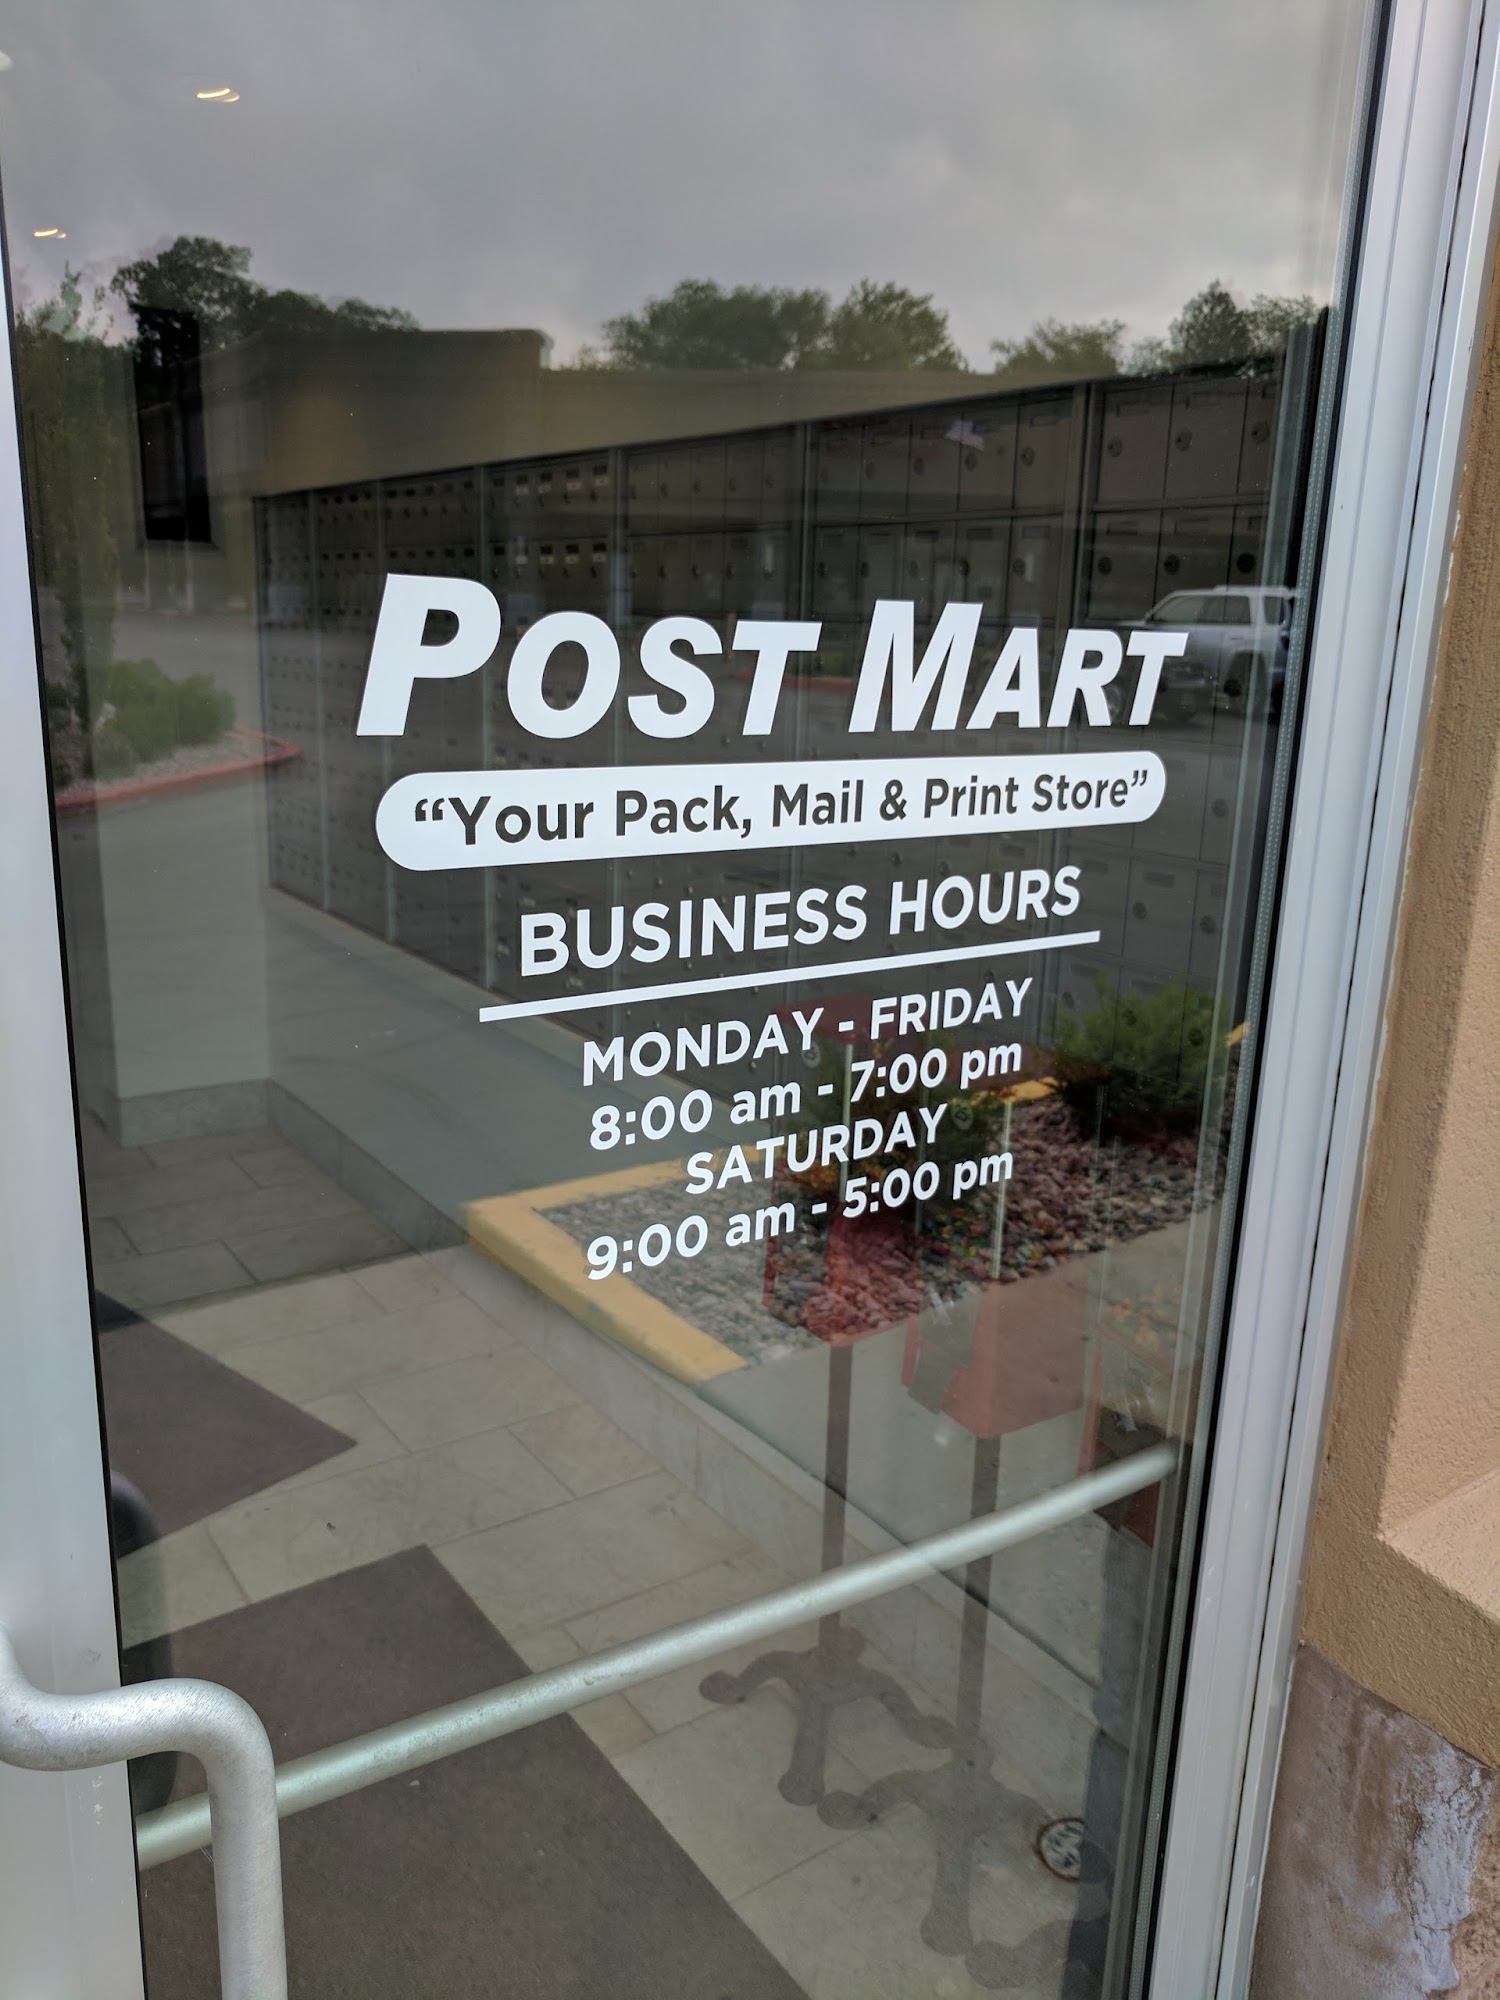 POST MART
“Your Pack, Mail & Print Store”
BUSINESS HOURS
MONDAY - FRIDAY
8:00 am - 7:00 pm
SATURDAY
9:00 am - 5:00 pm